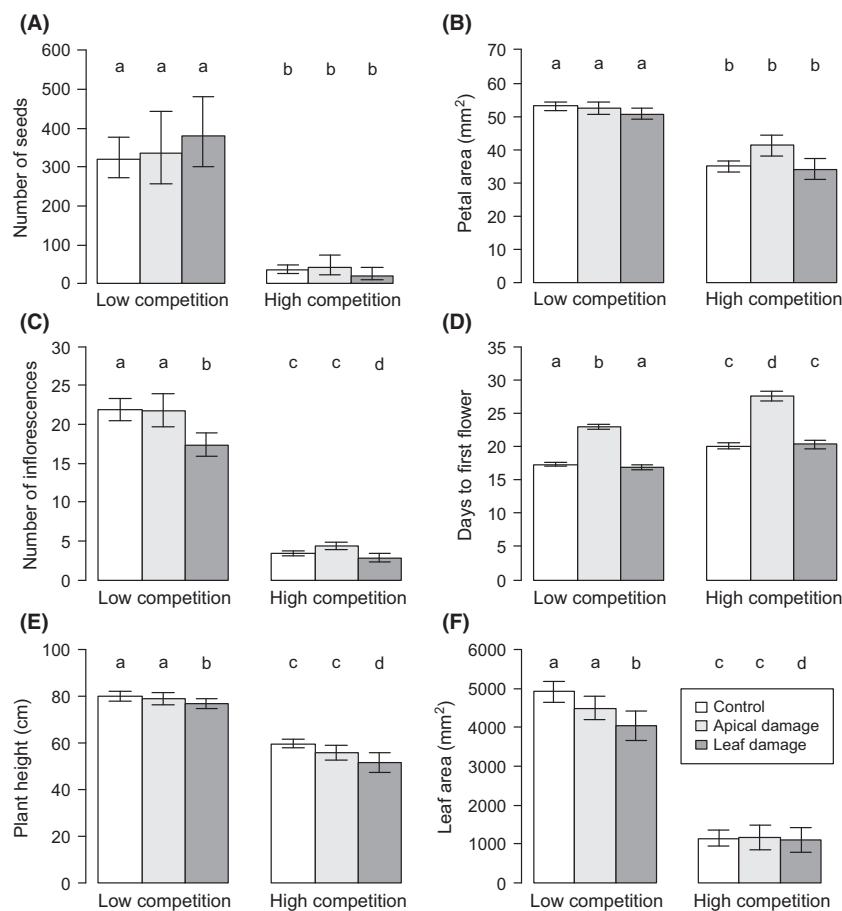 (A)
Number of seeds
600
500
400
300
200
100
0
a a a b b b
Low competition High competition
(B)
Petal area (mm²)
70
60
50
40
30
20
10
0
a a a b b b
Low competition High competition
(C)
Number of inflorescences
30
25
20
15
10
5
0
a a b c c d
Low competition High competition
(D)
Days to first flower
35
30
25
20
15
10
5
0
a b a c d c
Low competition High competition
(E)
Plant height (cm)
100
80
60
40
20
0
a a b c c d
Low competition High competition
(F)
Leaf area (mm²)
6000
5000
4000
3000
2000
1000
0
a a b c c d
Control
Apical damage
Leaf damage
Low competition High competition